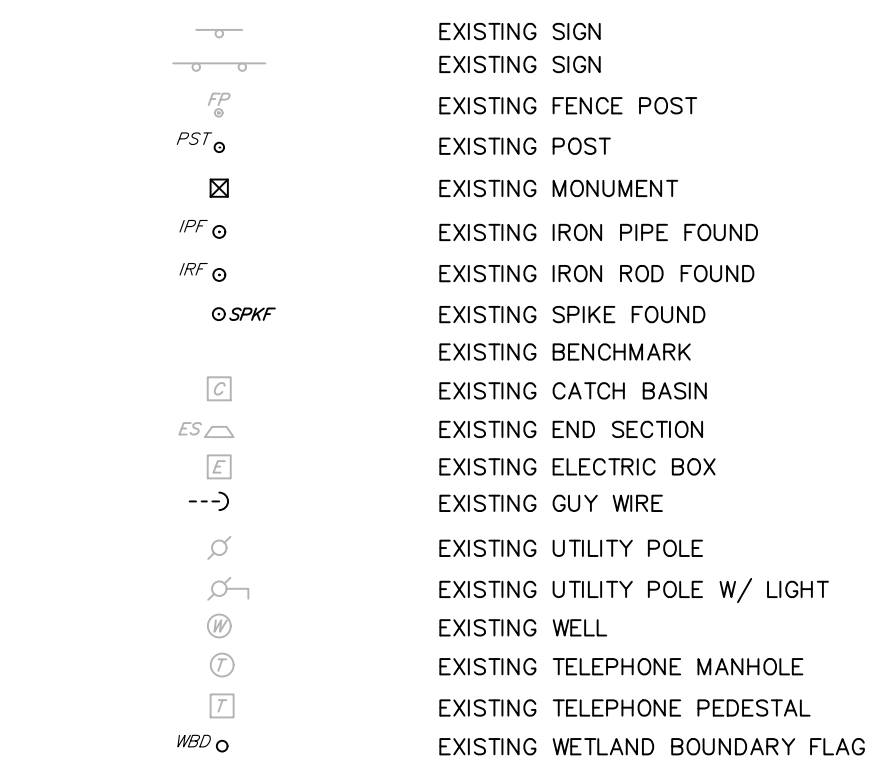 EXISTING SIGN
EXISTING SIGN
FP EXISTING FENCE POST
PST EXISTING POST
EXISTING MONUMENT
IPF EXISTING IRON PIPE FOUND
IRF EXISTING IRON ROD FOUND
SPKF EXISTING SPIKE FOUND
EXISTING BENCHMARK
C EXISTING CATCH BASIN
ES EXISTING END SECTION
E EXISTING ELECTRIC BOX
EXISTING GUY WIRE
EXISTING UTILITY POLE
EXISTING UTILITY POLE W/ LIGHT
W EXISTING WELL
T EXISTING TELEPHONE MANHOLE
T EXISTING TELEPHONE PEDESTAL
WBD EXISTING WETLAND BOUNDARY FLAG